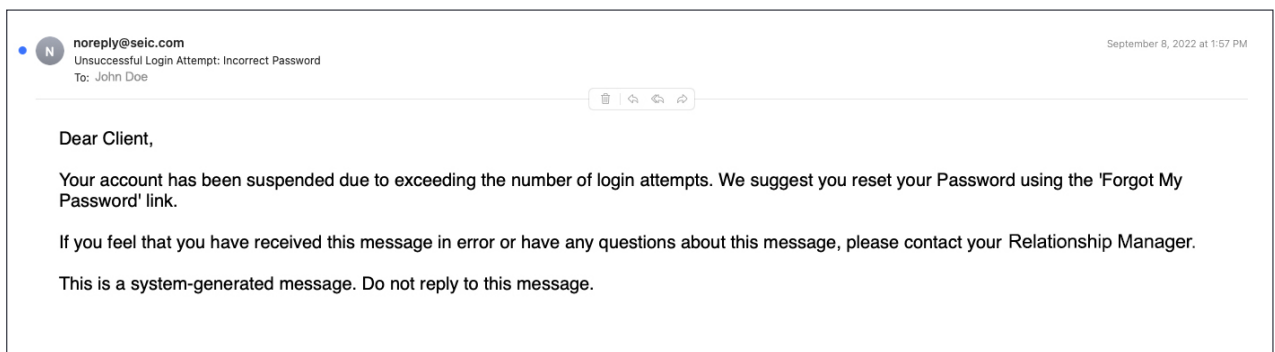 N
noreply@seic.com
September 8, 2022 at 1:57 PM
Unsuccessful Login Attempt: Incorrect Password
To: John Doe
Dear Client,
Your account has been suspended due to exceeding the number of login attempts. We suggest you reset your Password using the 'Forgot My
Password' link.
If you feel that you have received this message in error or have any questions about this message, please contact your Relationship Manager.
This is a system-generated message. Do not reply to this message.